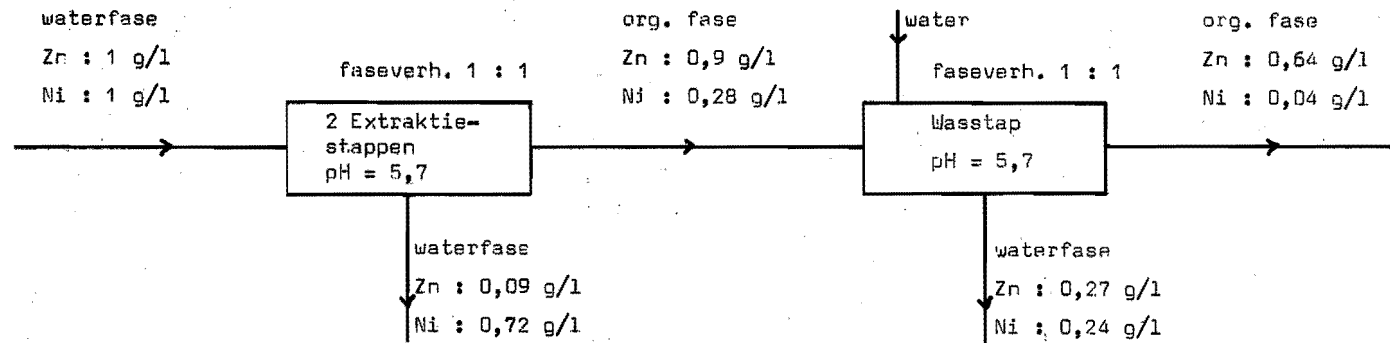 waterfase
Zn : 1 g/l
Ni : 1 g/l
faseverh. 1 : 1
2 Extraktie-
stappen
pH = 5,7
waterfase
Zn : 0,09 g/l
Ni : 0,72 g/l
org. fase
Zn : 0,9 g/l
Ni : 0,28 g/l
water
faseverh. 1 : 1
Wasstap
pH = 5,7
waterfase
Zn : 0,27 g/l
Ni : 0,24 g/l
org. fase
Zn : 0,64 g/l
Ni : 0,04 g/l